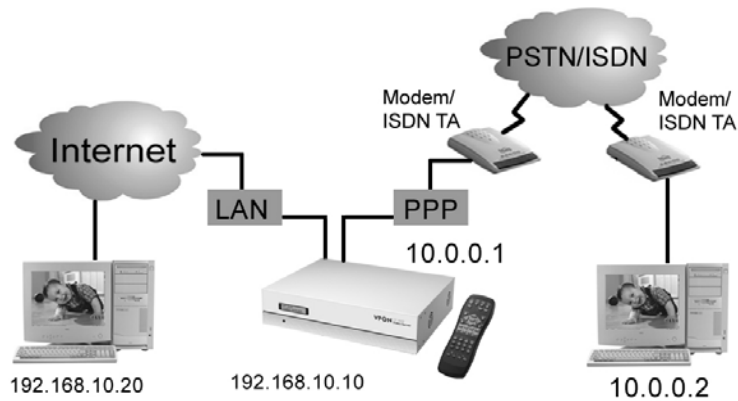 PSTN/ISDN
Modem/
ISDN TA
Modem/
ISDN TA
Internet
LAN
PPP
10.0.0.1
192.168.10.20
192.168.10.10
10.0.0.2